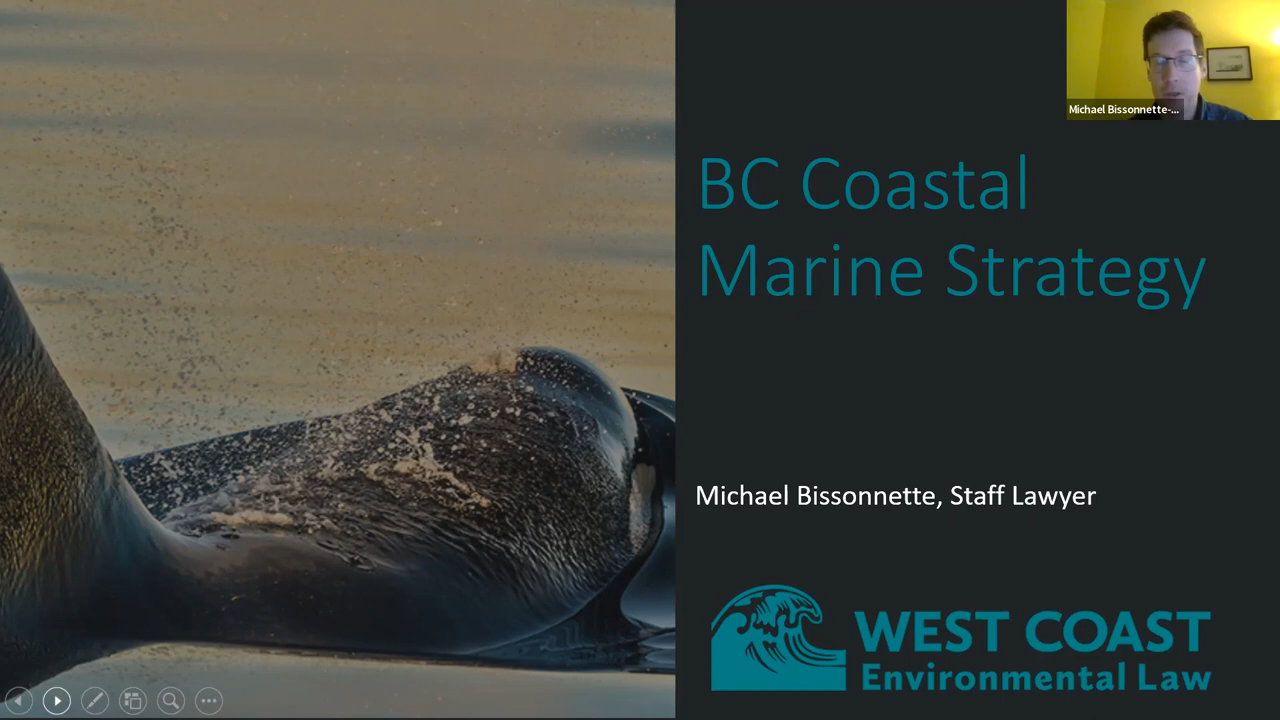 Michael Bissonnette-...
BC Coastal
Marine Strategy
Michael Bissonnette, Staff Lawyer
WEST COAST
Environmental Law